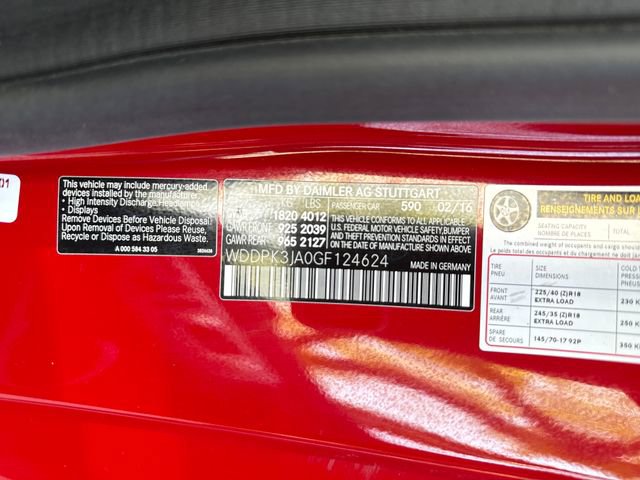 01
This vehicle may include mercury-added
devices installed by the manufacturer
• High Intensity Discharge, Headlamps
• Displays
Remove Devices Before Vehicle Disposal
Upon Removal of Devices Please Reuse,
Recycle or Dispose as Hazardous Waste.
A 000 584 33 05
MFD BY DAIMLER AG STUTTGART
KG LBS PASSENGER CAR 590 02/16
1820 4012
GAWR FRONT 925 2039
GAWR REAR 965 2127
THIS VEHICLE CONFORMS TO ALL APPLICABLE
U.S. FEDERAL MOTOR VEHICLE SAFETY,BUMPER,
AND THEFT PREVENTION STANDARDS IN EFFECT
ON THE DATE OF MANUFACTURE SHOWN ABOVE.
WDDPK3JA0GF124624
MADE IN GERMANY
TIRE AND LOA
RENSEIGNEMENTS SUR
SEATING CAPACITY
NOMBRE DE PLACES
TOTAL
The combined weight of occupants and cargo should
TIRE
PNEU
SIZE
DIMENSIONS
COLD
PRESS
PNEUS
FRONT
AVANT
225/40 (Z)R18
EXTRA LOAD
230 K
REAR
ARRIÈRE
245/35 (Z)R18
EXTRA LOAD
250 K
SPARE
DE SECOURS
145/70-17 92P
350 K